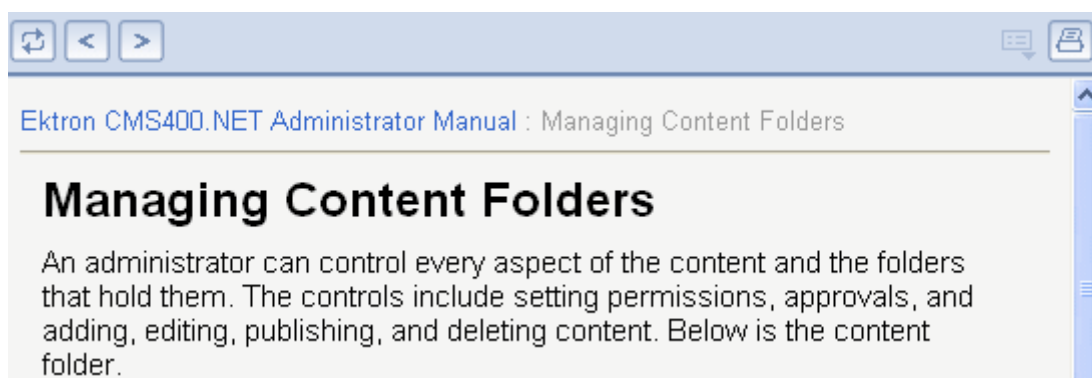 Ektron CMS400.NET Administrator Manual : Managing Content Folders
Managing Content Folders
An administrator can control every aspect of the content and the folders
that hold them. The controls include setting permissions, approvals, and
adding, editing, publishing, and deleting content. Below is the content
folder.